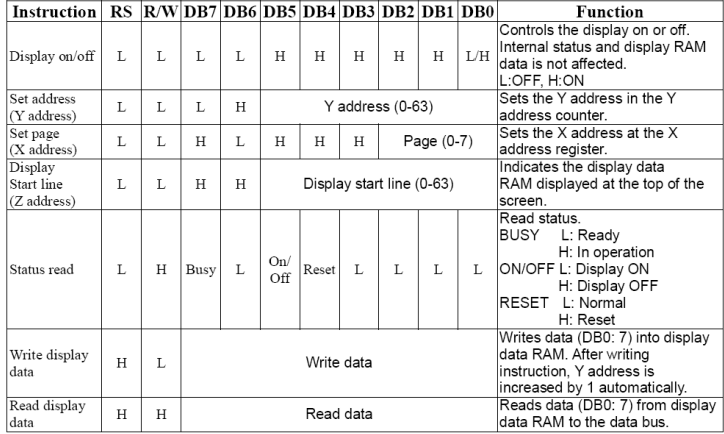 Instruction RS R/W DB7 DB6 DB5 DB4 DB3 DB2 DB1 DB0 Function
Display on/off L L L L H H H H H L/H Controls the display on or off.
Internal status and display RAM
data is not affected.
L:OFF, H:ON
Set address
(Y address) L L L H Y address (0-63) Sets the Y address in the Y
address counter.
Set page
(X address) L L H L H H H Page (0-7) Sets the X address at the X
address register.
Display
Start line
(Z address) L L H H Display start line (0-63) Indicates the display data
RAM displayed at the top of the
screen.
Status read L H Busy L On/
Off Reset L L L L Read status.
BUSY L: Ready
H: In operation
ON/OFF L: Display ON
H: Display OFF
RESET L: Normal
H: Reset
Write display
data H L Write data Writes data (DB0: 7) into display
data RAM. After writing
instruction, Y address is
increased by 1 automatically.
Read display
data H H Read data Reads data (DB0: 7) from display
data RAM to the data bus.